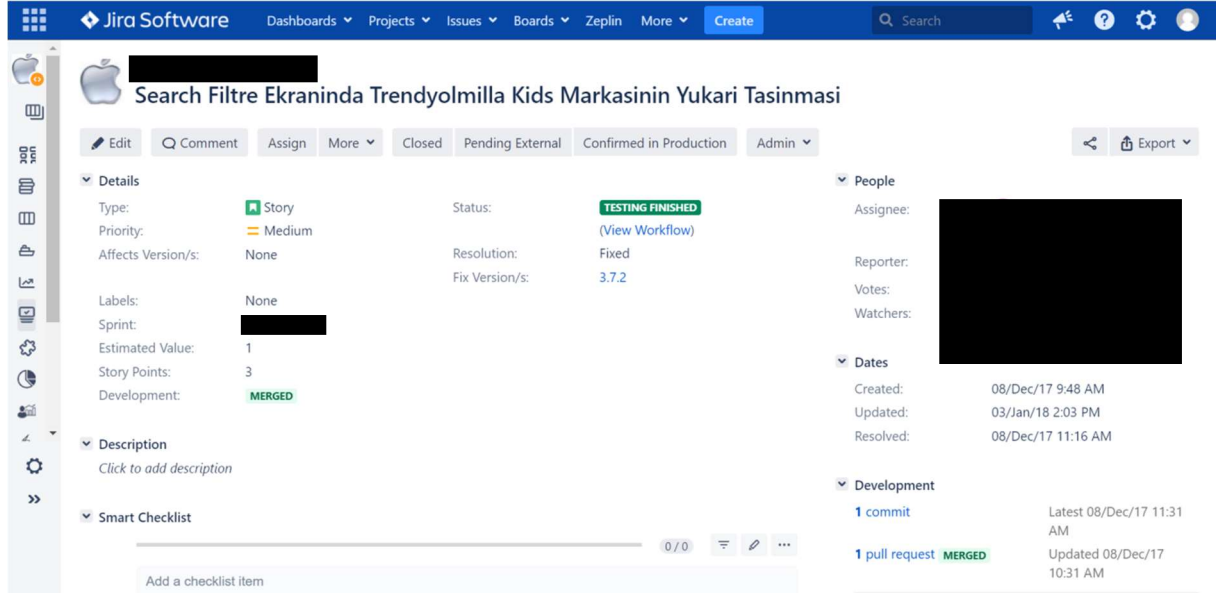 Jira Software Dashboards Projects Issues Boards Zeplin More Create Search
Search Filtre Ekraninda Trendyolmilla Kids Markasinin Yukari Tasinmasi
Edit Comment Assign More Closed Pending External Confirmed in Production Admin Export
Details
Type: Story
Priority: Medium
Affects Version/s: None
Status: TESTING FINISHED
(View Workflow)
Resolution: Fixed
Fix Version/s: 3.7.2
Labels: None
Sprint:
Estimated Value: 1
Story Points: 3
Development: MERGED
Description
Click to add description
Smart Checklist
0 / 0
Add a checklist item
People
Assignee:
Reporter:
Votes:
Watchers:
Dates
Created: 08/Dec/17 9:48 AM
Updated: 03/Jan/18 2:03 PM
Resolved: 08/Dec/17 11:16 AM
Development
1 commit Latest 08/Dec/17 11:31
AM
1 pull request MERGED Updated 08/Dec/17
10:31 AM